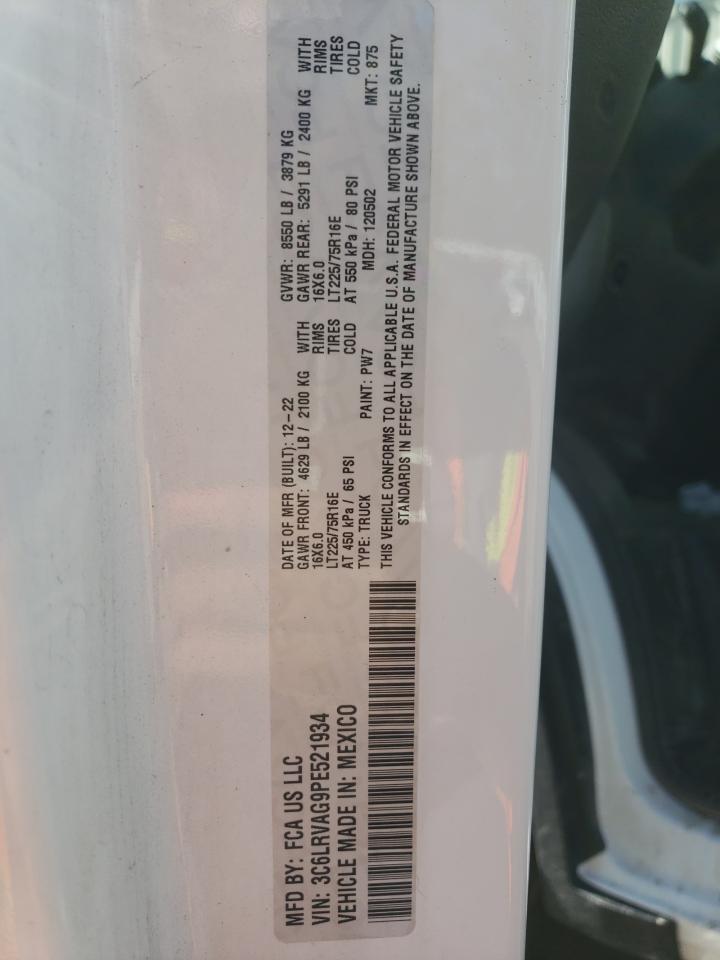 MFD BY: FCA US LLC
VIN: 3C6LRVAG9PE521934
VEHICLE MADE IN: MEXICO
DATE OF MFR (BUILT): 12-22 GVWR: 8550 LB / 3879 KG
GAWR FRONT: 4629 LB / 2100 KG WITH GAWR REAR: 5291 LB / 2400 KG WITH
16X6.0 RIMS 16X6.0 RIMS
LT225/75R16E TIRES LT225/75R16E TIRES
AT 450 kPa / 65 PSI COLD AT 550 kPa / 80 PSI COLD
TYPE: TRUCK PAINT: PW7 MDH: 120502 MKT: 875
THIS VEHICLE CONFORMS TO ALL APPLICABLE U.S.A. FEDERAL MOTOR VEHICLE SAFETY
STANDARDS IN EFFECT ON THE DATE OF MANUFACTURE SHOWN ABOVE.